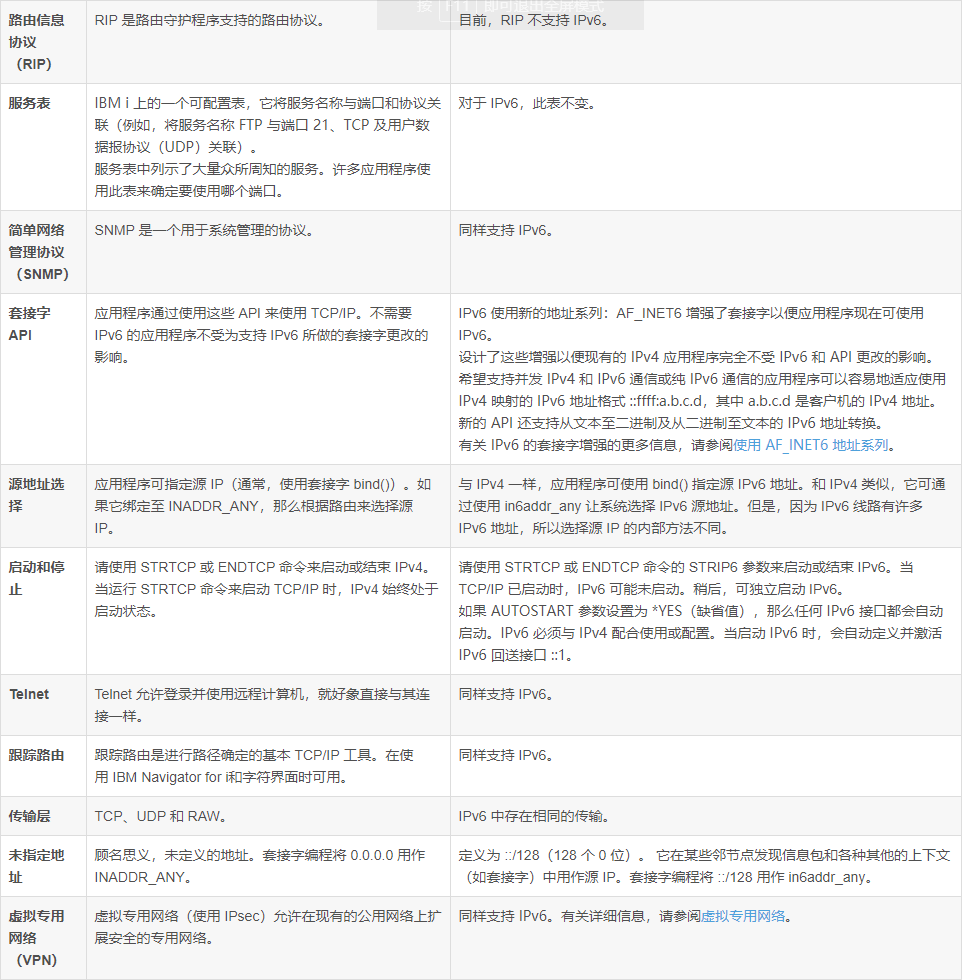 按 F11 即可退出全屏模式
路由信息
协议
（RIP）
RIP 是路由守护程序支持的路由协议。
目前，RIP 不支持 IPv6。
服务表
IBM i 上的一个可配置表，它将服务名称与端口和协议关
联（例如，将服务名称 FTP 与端口 21、TCP 及用户数
据报协议（UDP）关联）。
服务表中列示了大量众所周知的服务。许多应用程序使
用此表来确定要使用哪个端口。
对于 IPv6，此表不变。
简单网络
管理协议
（SNMP）
SNMP 是一个用于系统管理的协议。
同样支持 IPv6。
套接字
API
应用程序通过使用这些 API 来使用 TCP/IP。不需要
IPv6 的应用程序不受为支持 IPv6 所做的套接字更改的
影响。
IPv6 使用新的地址系列：AF_INET6 增强了套接字以便应用程序现在可使用
IPv6。
设计了这些增强以便现有的 IPv4 应用程序完全不受 IPv6 和 API 更改的影响。
希望支持并发 IPv4 和 IPv6 通信或纯 IPv6 通信的应用程序可以容易地适应使用
IPv4 映射的 IPv6 地址格式 ::ffff:a.b.c.d，其中 a.b.c.d 是客户机的 IPv4 地址。
新的 API 还支持从文本至二进制及从二进制至文本的 IPv6 地址转换。
有关 IPv6 的套接字增强的更多信息，请参阅使用 AF_INET6 地址系列。
源地址选
择
应用程序可指定源 IP（通常，使用套接字 bind()）。如
果它绑定至 INADDR_ANY，那么根据路由来选择源
IP。
与 IPv4 一样，应用程序可使用 bind() 指定源 IPv6 地址。和 IPv4 类似，它可通
过使用 in6addr_any 让系统选择 IPv6 源地址。但是，因为 IPv6 线路有许多
IPv6 地址，所以选择源 IP 的内部方法不同。
启动和停
止
请使用 STRTCP 或 ENDTCP 命令来启动或结束 IPv4。
当运行 STRTCP 命令来启动 TCP/IP 时，IPv4 始终处于
启动状态。
请使用 STRTCP 或 ENDTCP 命令的 STRIP6 参数来启动或结束 IPv6。当
TCP/IP 已启动时，IPv6 可能未启动。稍后，可独立启动 IPv6。
如果 AUTOSTART 参数设置为 *YES（缺省值），那么任何 IPv6 接口都会自动
启动。IPv6 必须与 IPv4 配合使用或配置。当启动 IPv6 时，会自动定义并激活
IPv6 回送接口 ::1。
Telnet
Telnet 允许登录并使用远程计算机，就好象直接与其连
接一样。
同样支持 IPv6。
跟踪路由
跟踪路由是进行路径确定的基本 TCP/IP 工具。在使
用 IBM Navigator for i和字符界面时可用。
同样支持 IPv6。
传输层
TCP、UDP 和 RAW。
IPv6 中存在相同的传输。
未指定地
址
顾名思义，未定义的地址。套接字编程将 0.0.0.0 用作
INADDR_ANY。
定义为 ::/128（128 个 0 位）。 它在某些邻节点发现信息包和各种其他的上下文
（如套接字）中用作源 IP。套接字编程将 ::/128 用作 in6addr_any。
虚拟专用
网络
（VPN）
虚拟专用网络（使用 IPsec）允许在现有的公用网络上扩
展安全的专用网络。
同样支持 IPv6。有关详细信息，请参阅虚拟专用网络。